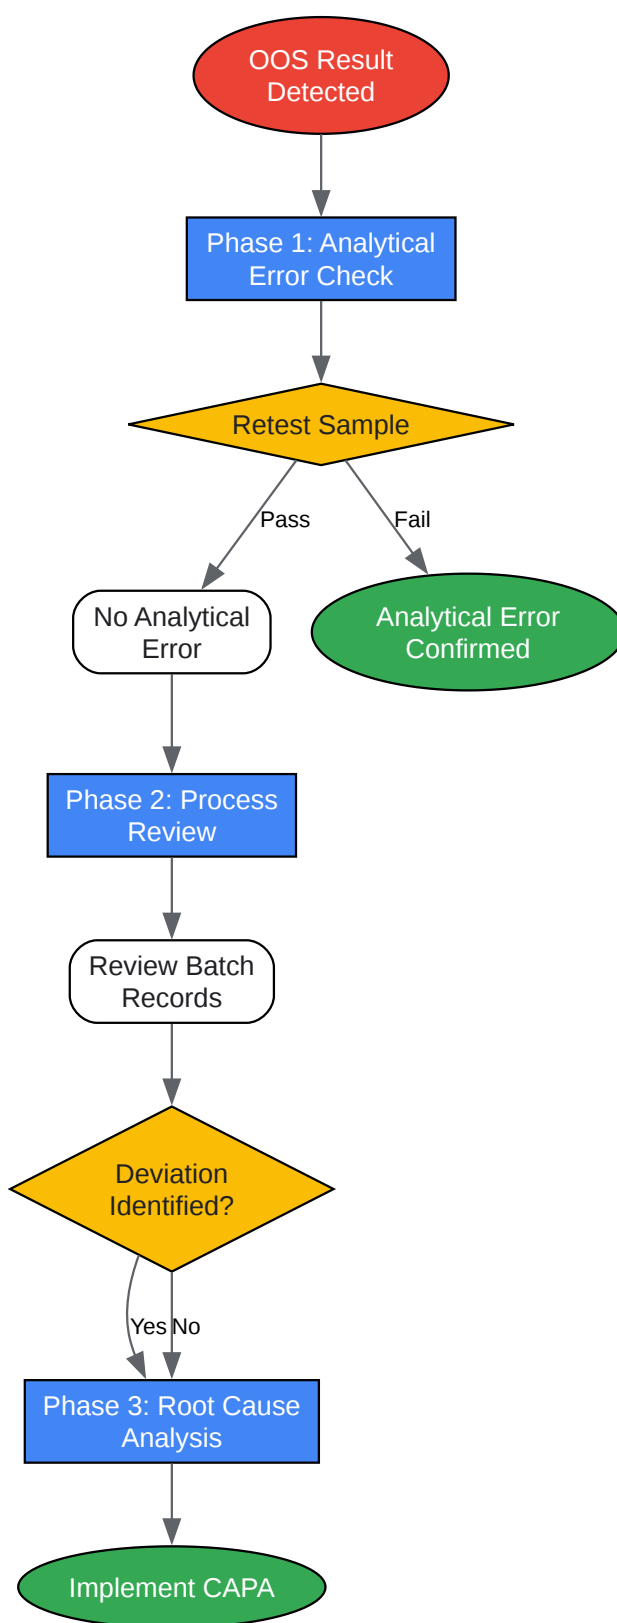 OOS Result
Detected
Phase 1: Analytical
Error Check
Retest Sample
Pass
Fail
No Analytical
Error
Analytical Error
Confirmed
Phase 2: Process
Review
Review Batch
Records
Deviation
Identified?
Yes
No
Phase 3: Root Cause
Analysis
Implement CAPA